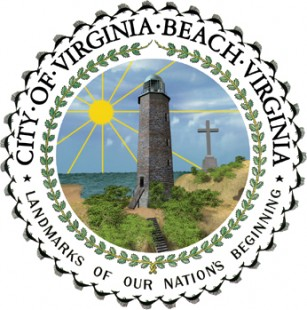 CITY·OF·VIRGINIA·BEACH·VIRGINIA
★ LANDMARKS OF OUR NATION'S BEGINNING ★